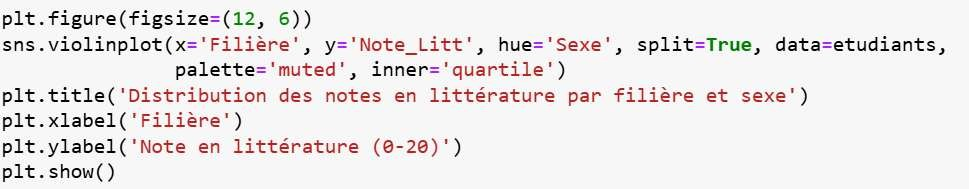 plt.figure(figsize=(12, 6))
sns.violinplot(x='Filière', y='Note_Litt', hue='Sexe', split=True, data=etudiants,
               palette='muted', inner='quartile')
plt.title('Distribution des notes en littérature par filière et sexe')
plt.xlabel('Filière')
plt.ylabel('Note en littérature (0-20)')
plt.show()